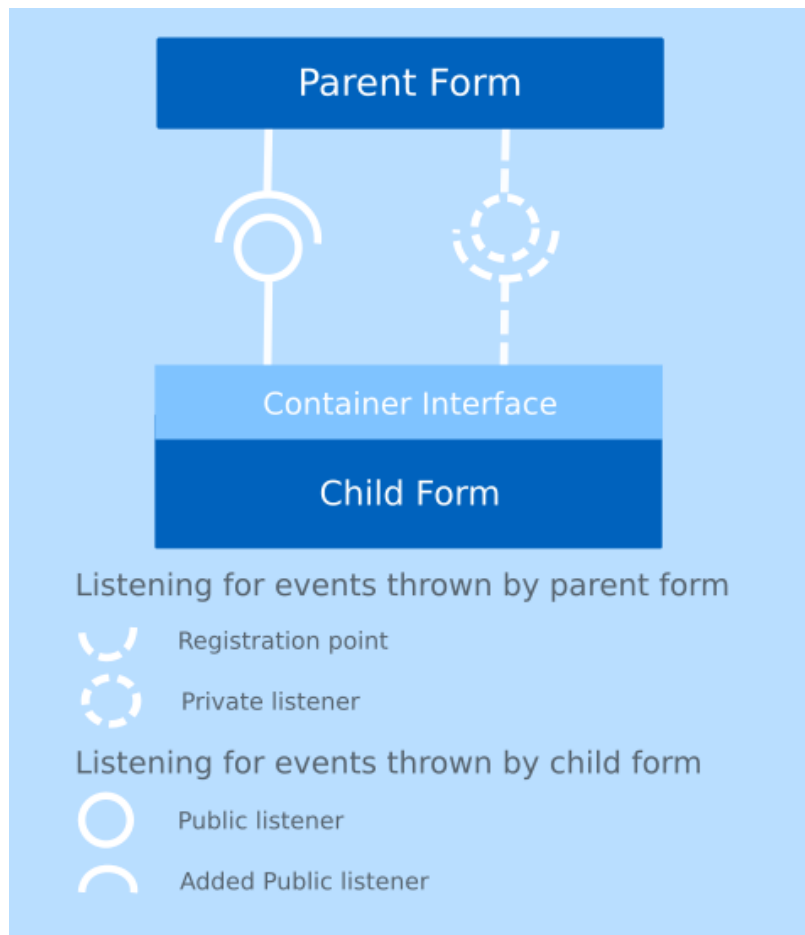 Parent Form
Container Interface
Child Form
Listening for events thrown by parent form
Registration point
Private listener
Listening for events thrown by child form
Public listener
Added Public listener